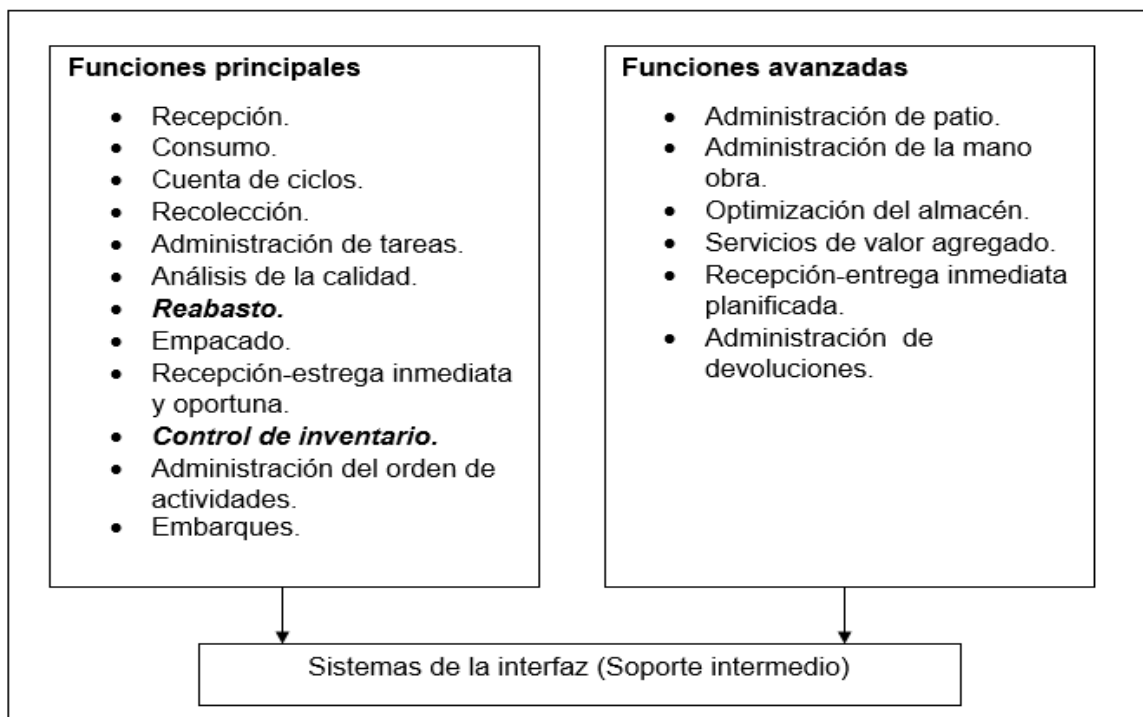 Funciones principales
• Recepción.
• Consumo.
• Cuenta de ciclos.
• Recolección.
• Administración de tareas.
• Análisis de la calidad.
• Reabasto.
• Empacado.
• Recepción-estrega inmediata
y oportuna.
• Control de inventario.
• Administración del orden de
actividades.
• Embarques.
Funciones avanzadas
• Administración de patio.
• Administración de la mano
obra.
• Optimización del almacén.
• Servicios de valor agregado.
• Recepción-entrega inmediata
planificada.
• Administración de
devoluciones.
Sistemas de la interfaz (Soporte intermedio)